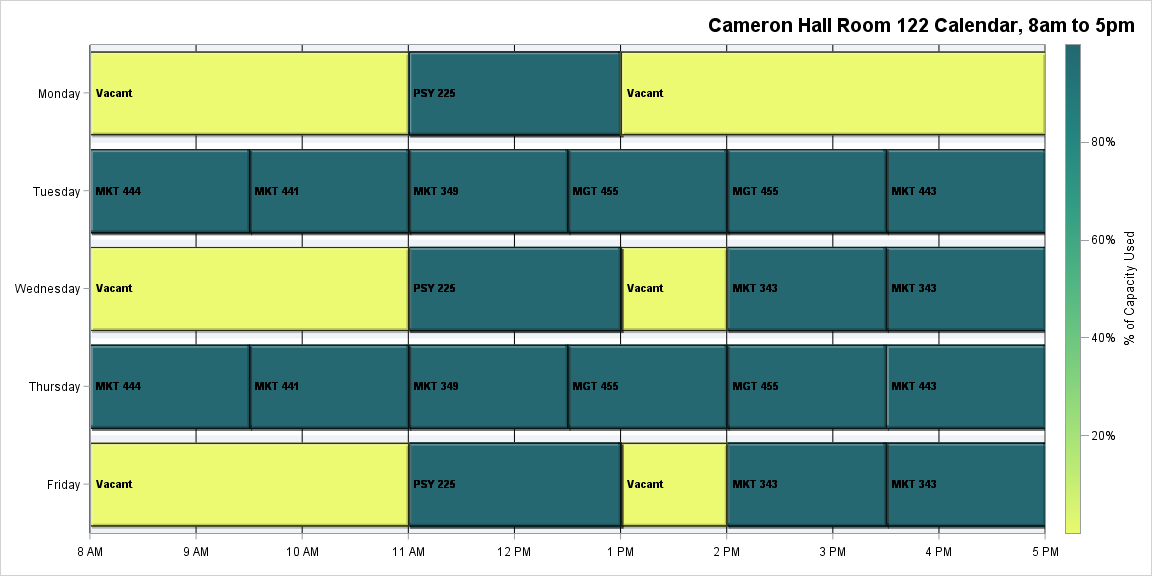 Cameron Hall Room 122 Calendar, 8am to 5pm
Monday
Vacant
PSY 225
Vacant
Tuesday
MKT 444
MKT 441
MKT 349
MGT 455
MGT 455
MKT 443
Wednesday
Vacant
PSY 225
Vacant
MKT 343
MKT 343
Thursday
MKT 444
MKT 441
MKT 349
MGT 455
MGT 455
MKT 443
Friday
Vacant
PSY 225
Vacant
MKT 343
MKT 343
8 AM
9 AM
10 AM
11 AM
12 PM
1 PM
2 PM
3 PM
4 PM
5 PM
80%
60%
40%
20%
% of Capacity Used